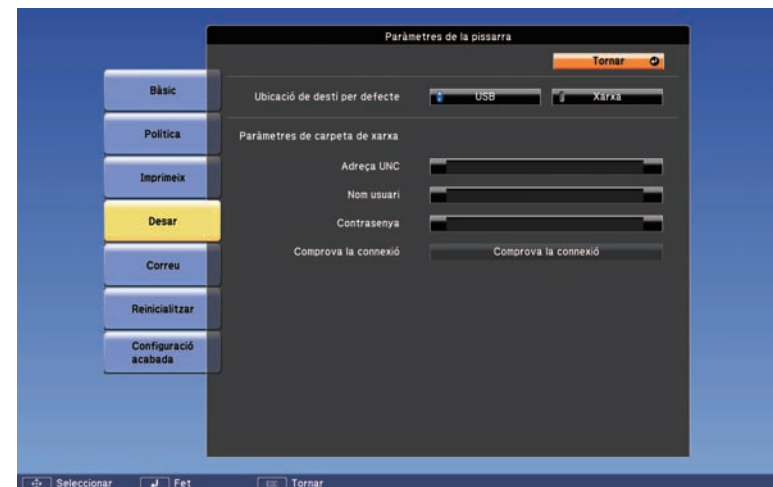 Paràmetres de la pissarra
Tornar
Bàsic
Ubicació de destí per defecte
USB
Xarxa
Política
Paràmetres de carpeta de xarxa
Adreça UNC
Imprimeix
Nom usuari
Desar
Contrasenya
Comprova la connexió
Comprova la connexió
Correu
Reinicialitzar
Configuració
acabada
Seleccionar
Fet
Esc
Tornar